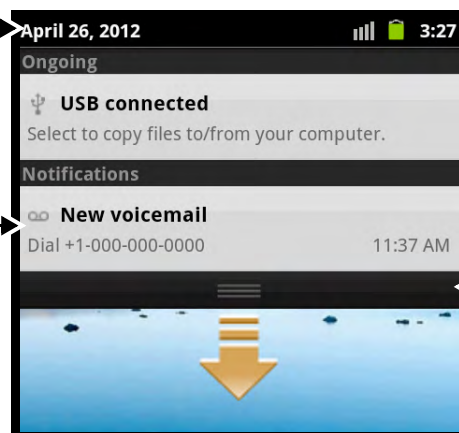 April 26, 2012 3:27
Ongoing
USB connected
Select to copy files to/from your computer.
Notifications
New voicemail
Dial +1-000-000-0000 11:37 AM